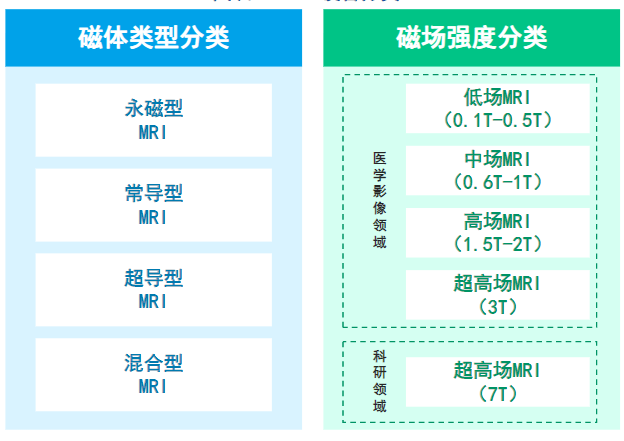 磁体类型分类
永磁型
MRI
常导型
MRI
超导型
MRI
混合型
MRI
磁场强度分类
医学影像领域
低场MRI
（0.1T-0.5T）
中场MRI
（0.6T-1T）
高场MRI
（1.5T-2T）
超高场MRI
（3T）
科研领域
超高场MRI
（7T）